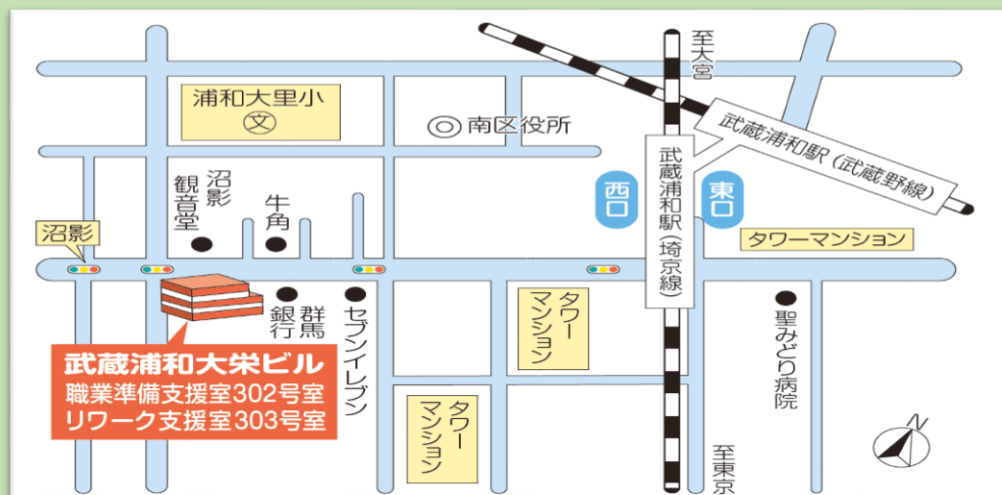 至大宮
浦和大里小
文
南区役所
武蔵浦和駅(武蔵野線)
武蔵浦和駅(埼京線)
西口
東口
沼影
観音堂
牛角
沼影
タワーマンション
群馬
銀行
セブンイレブン
タワー
マンション
聖みどり病院
武蔵浦和大栄ビル
職業準備支援室302号室
リワーク支援室303号室
タワー
マンション
至東京
N